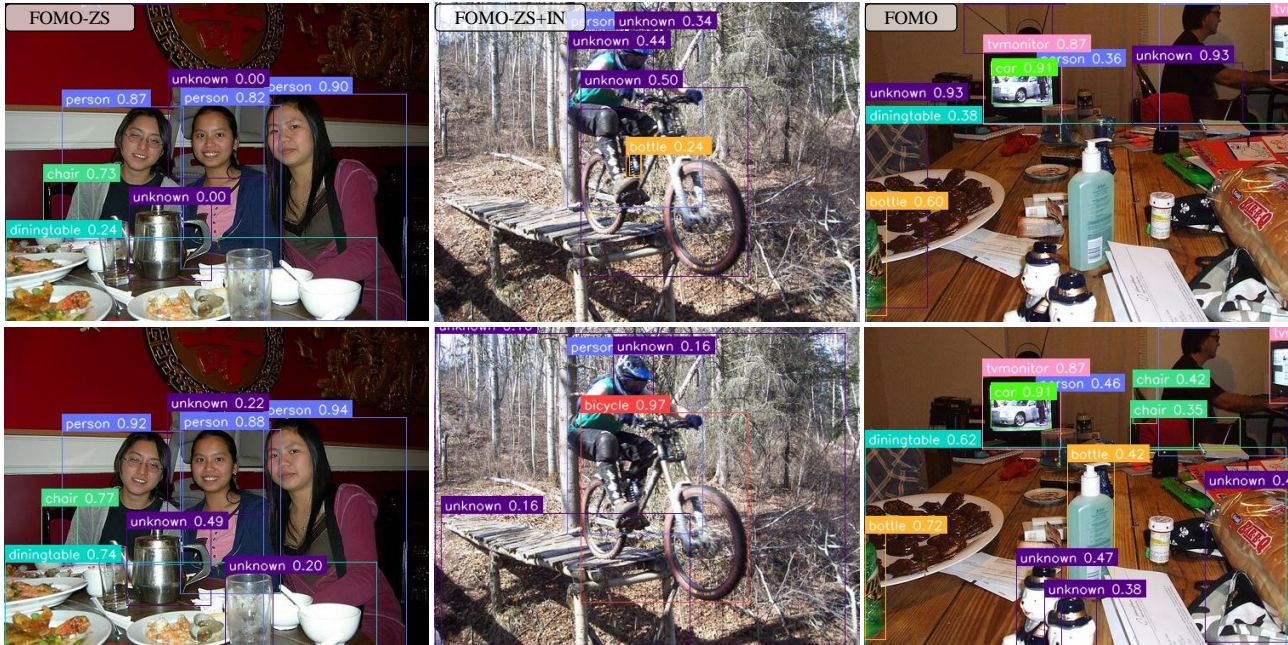 FOMO-ZS
unknown 0.00
person 0.87
person 0.82
person 0.90
chair 0.73
unknown 0.00
diningtable 0.24
FOMO-ZS+IN
person
unknown 0.34
unknown 0.44
unknown 0.50
bottle 0.24
FOMO
tvmonitor 0.87
person 0.36
unknown 0.93
car 0.91
unknown 0.93
diningtable 0.38
bottle 0.60
unknown 0.22
person 0.92
person 0.88
person 0.94
chair 0.77
unknown 0.49
diningtable 0.74
unknown 0.20
person
unknown 0.16
bicycle 0.97
unknown 0.16
tvmonitor 0.87
person 0.46
chair 0.42
car 0.91
chair 0.35
diningtable 0.62
bottle 0.42
bottle 0.72
unknown 0.47
unknown 0.38